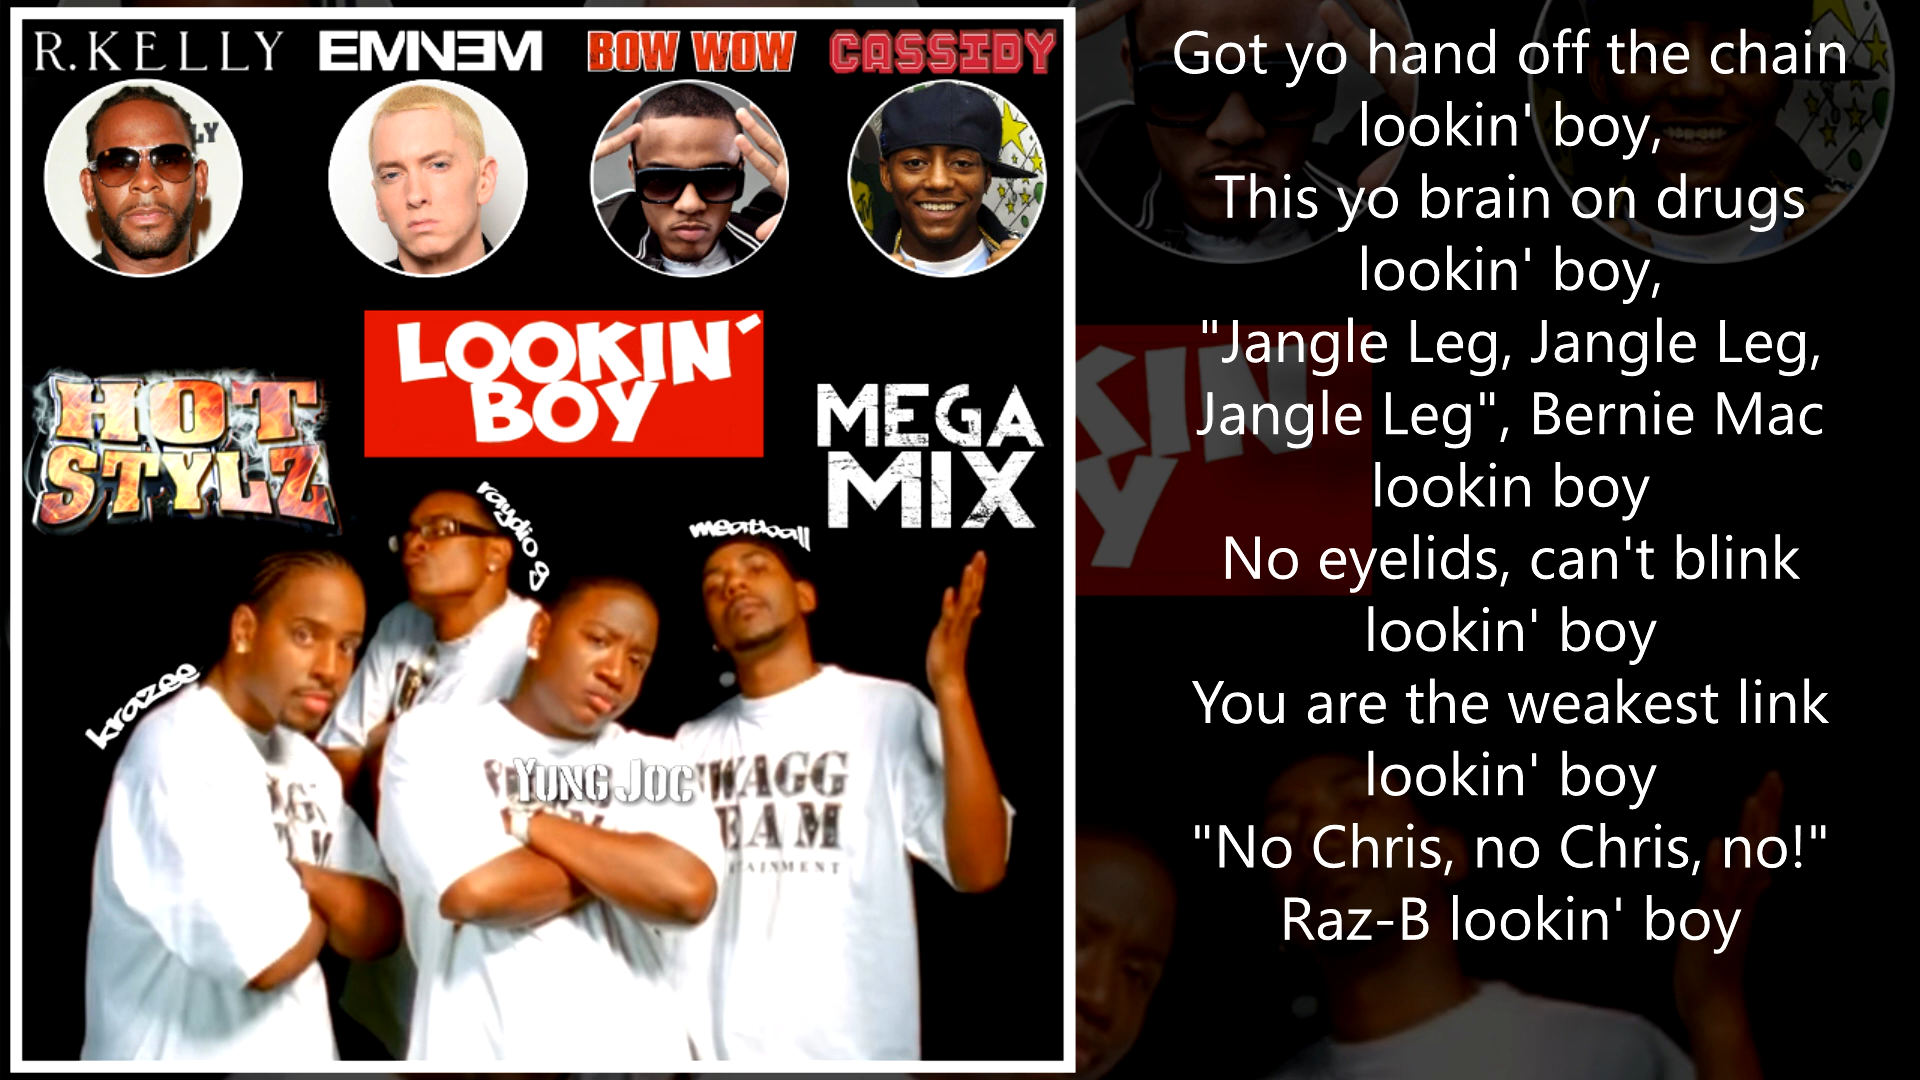 R.KELLY EMINEM BOW WOW CASSIDY
LY
LOOKIN' BOY
HOT STYLZ
MEGA MIX
raydio g
meatball
krazee
YUNG JOC
WAGG
EAM
AINMENT
Got yo hand off the chain
lookin' boy,
This yo brain on drugs
lookin' boy,
"Jangle Leg, Jangle Leg,
Jangle Leg", Bernie Mac
lookin boy
No eyelids, can't blink
lookin' boy
You are the weakest link
lookin' boy
"No Chris, no Chris, no!"
Raz-B lookin' boy